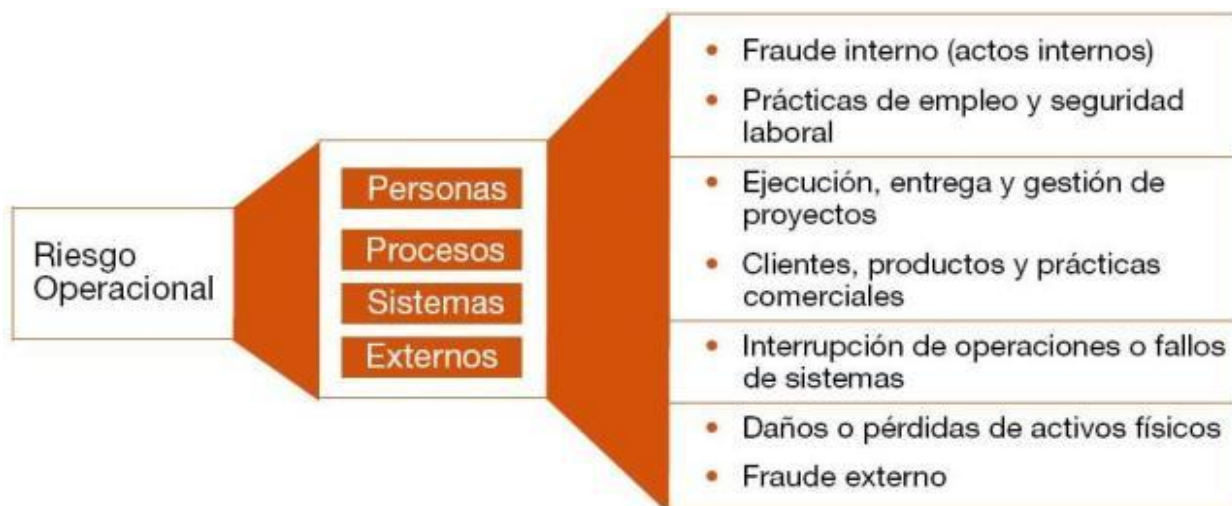 Riesgo
Operacional
Personas
Procesos
Sistemas
Externos
• Fraude interno (actos internos)
• Prácticas de empleo y seguridad
laboral
• Ejecución, entrega y gestión de
proyectos
• Clientes, productos y prácticas
comerciales
• Interrupción de operaciones o fallos
de sistemas
• Daños o pérdidas de activos físicos
• Fraude externo